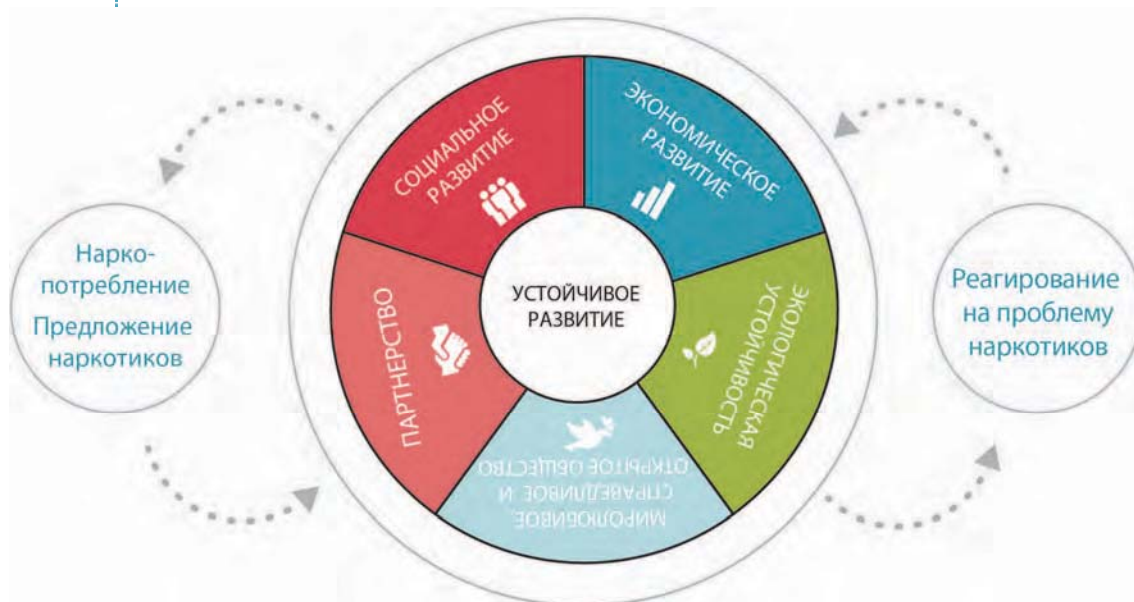 СОЦИАЛЬНОЕ
РАЗВИТИЕ
ЭКОНОМИЧЕСКОЕ
РАЗВИТИЕ
Нарко-
потребление
Предложение
наркотиков
ПАРТНЕРСТВО
УСТОЙЧИВОЕ
РАЗВИТИЕ
ЭКОЛОГИЧЕСКАЯ
УСТОЙЧИВОСТЬ
Реагирование
на проблему
наркотиков
МИРОЛЮБИВОЕ
СПРАВЕДЛИВОЕ И
ОТКРЫТОЕ ОБЩЕСТВО